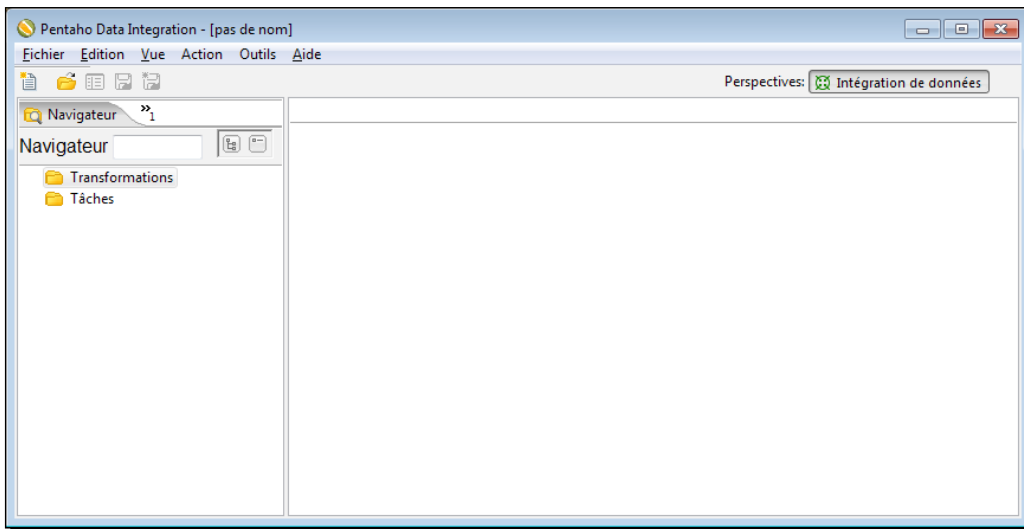 Pentaho Data Integration - [pas de nom]
Fichier Edition Vue Action Outils Aide
Perspectives: Intégration de données
Navigateur »1
Navigateur
Transformations
Tâches